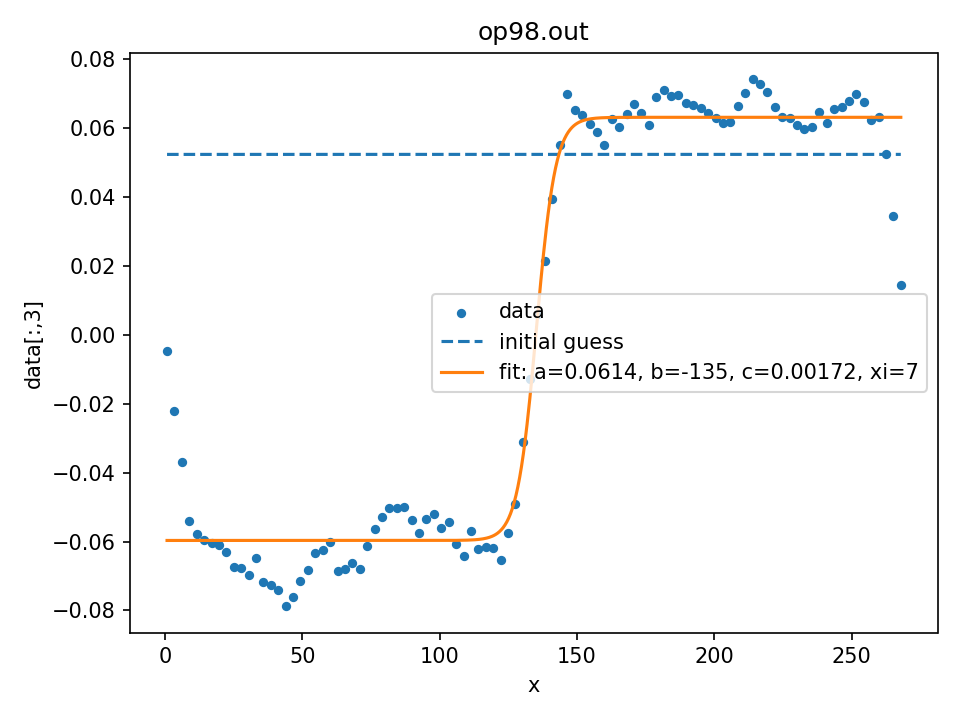 op98.out
0.08
0.06
0.04
0.02
0.00
−0.02
−0.04
−0.06
−0.08
data[:,3]
data
initial guess
fit: a=0.0614, b=-135, c=0.00172, xi=7
0 50 100 150 200 250
x